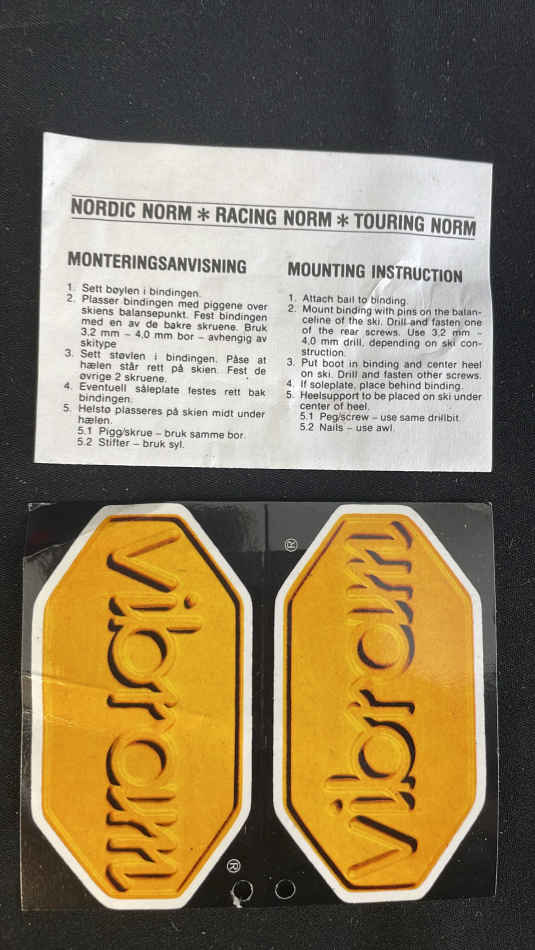 NORDIC NORM * RACING NORM * TOURING NORM
MONTERINGSANVISNING
1. Sett bøylen i bindingen.
2. Plasser bindingen med piggene over
skiens balansepunkt. Fest bindingen
med en av de bakre skruene. Bruk
3,2 mm – 4,0 mm bor – avhengig av
skitype
3. Sett støvlen i bindingen. Påse at
hælen står rett på skien. Fest de
øvrige 2 skruene.
4. Eventuell såleplate festes rett bak
bindingen.
5. Helstø plasseres på skien midt under
hælen.
5.1 Pigg/skrue – bruk samme bor.
5.2 Stifter – bruk syl.
MOUNTING INSTRUCTION
1. Attach bail to binding.
2. Mount binding with pins on the balan-
celine of the ski. Drill and fasten one
of the rear screws. Use 3,2 mm –
4,0 mm drill, depending on ski con-
struction.
3. Put boot in binding and center heel
on ski. Drill and fasten other screws.
4. If soleplate, place behind binding.
5. Heelsupport to be placed on ski under
center of heel.
5.1 Peg/screw – use same drillbit.
5.2 Nails – use awl.
vibram
®
vibram
®